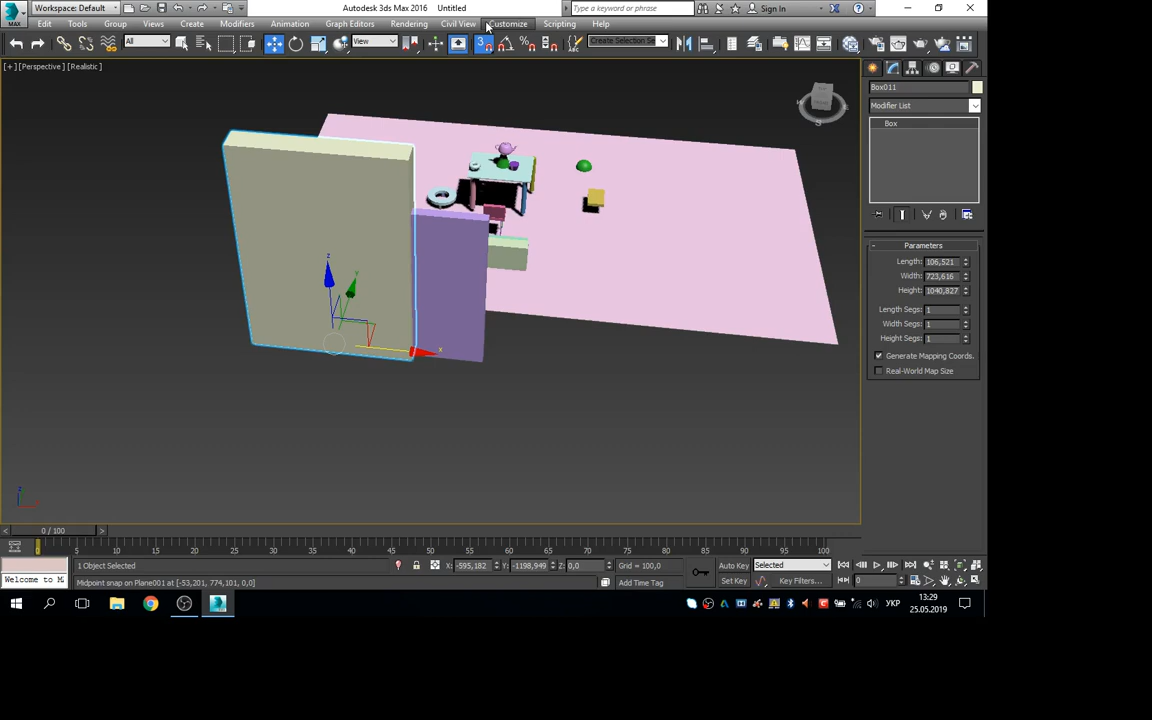 MAX
Workspace: Default
Autodesk 3ds Max 2016 Untitled
Type a keyword or phrase
Sign In
Edit Tools Group Views Create Modifiers Animation Graph Editors Rendering Civil View Customize Scripting Help
All
View
3
Create Selection Se
[+] [Perspective] [Realistic]
Box011
Modifier List
Box
Parameters
Length: 106,521
Width: 723,616
Height: 1040,827
Length Segs: 1
Width Segs: 1
Height Segs: 1
Generate Mapping Coords.
Real-World Map Size
z
y
x
z
S
0 / 100
0 5 10 15 20 25 30 35 40 45 50 55 60 65 70 75 80 85 90 95 100
1 Object Selected
X: -595,182 Y: -1198,949 Z: 0,0
Grid = 100,0
Auto Key Selected
Welcome to M
Midpoint snap on Plane001 at [-53,201, 774,101, 0,0]
Add Time Tag
Set Key Key Filters...
0
УКР
13:29
25.05.2019